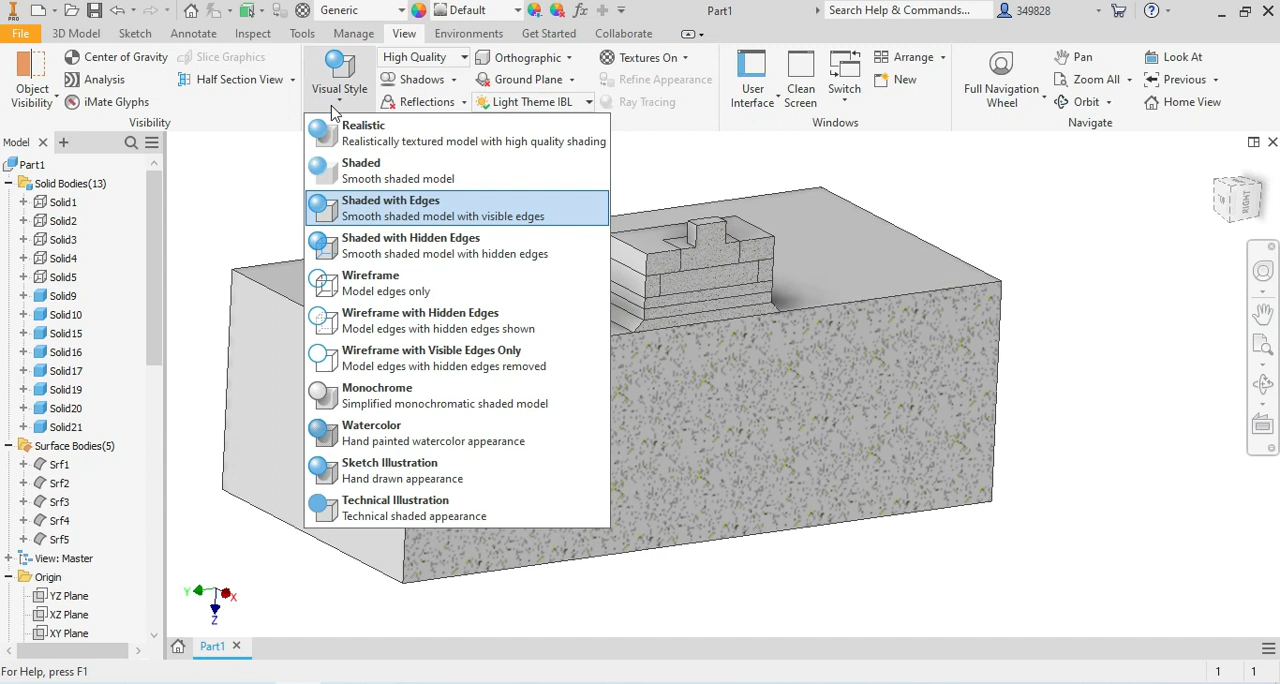 PRO
Generic
Default
Part1
Search Help & Commands...
349828
File
3D Model
Sketch
Annotate
Inspect
Tools
Manage
View
Environments
Get Started
Collaborate
Object
Visibility
Center of Gravity
Analysis
iMate Glyphs
Slice Graphics
Half Section View
Visibility
Visual Style
High Quality
Shadows
Reflections
Orthographic
Ground Plane
Light Theme IBL
Textures On
Refine Appearance
Ray Tracing
User
Interface
Clean
Screen
Switch
Arrange
New
Windows
Full Navigation
Wheel
Pan
Zoom All
Orbit
Look At
Previous
Home View
Navigate
Model
Part1
Solid Bodies(13)
Solid1
Solid2
Solid3
Solid4
Solid5
Solid9
Solid10
Solid15
Solid16
Solid17
Solid19
Solid20
Solid21
Surface Bodies(5)
Srf1
Srf2
Srf3
Srf4
Srf5
View: Master
Origin
YZ Plane
XZ Plane
XY Plane
Realistic
Realistically textured model with high quality shading
Shaded
Smooth shaded model
Shaded with Edges
Smooth shaded model with visible edges
Shaded with Hidden Edges
Smooth shaded model with hidden edges
Wireframe
Model edges only
Wireframe with Hidden Edges
Model edges with hidden edges shown
Wireframe with Visible Edges Only
Model edges with hidden edges removed
Monochrome
Simplified monochromatic shaded model
Watercolor
Hand painted watercolor appearance
Sketch Illustration
Hand drawn appearance
Technical Illustration
Technical shaded appearance
RIGHT
Y
X
Z
Part1
For Help, press F1
1
1